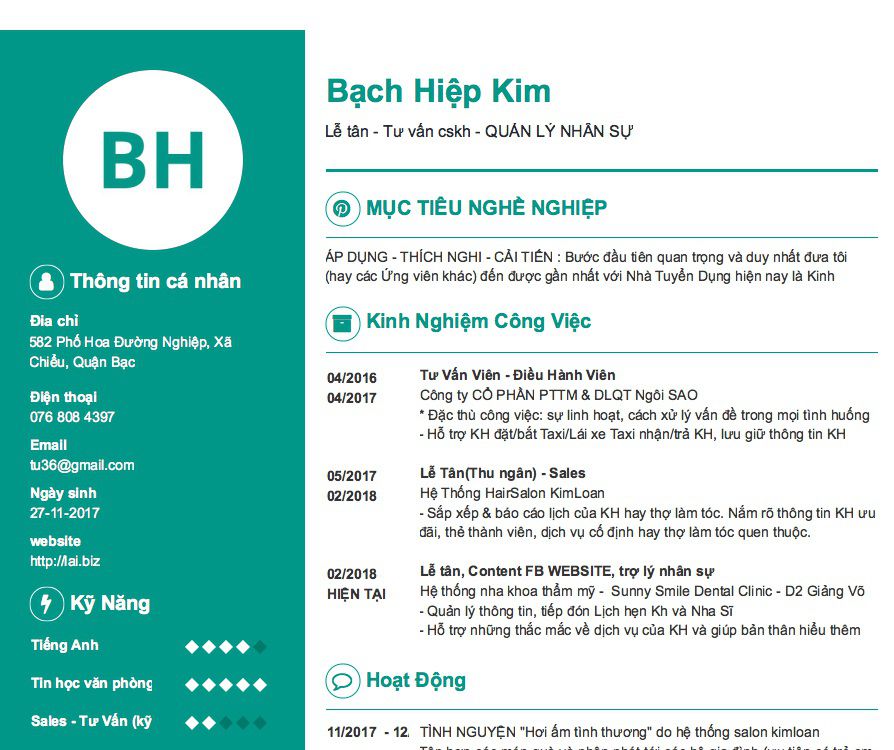 BH
Thông tin cá nhân
Địa chỉ
582 Phố Hoa Đường Nghiệp, Xã
Chiểu, Quận Bạc
Điện thoại
076 808 4397
Email
tu36@gmail.com
Ngày sinh
27-11-2017
website
http://lai.biz
Kỹ Năng
Tiếng Anh
Tin học văn phòng
Sales - Tư Vấn (kỹ
Bạch Hiệp Kim
Lễ tân - Tư vấn cskh - QUẢN LÝ NHÂN SỰ
MỤC TIÊU NGHỀ NGHIỆP
ÁP DỤNG - THÍCH NGHI - CẢI TIẾN : Bước đầu tiên quan trọng và duy nhất đưa tôi
(hay các Ứng viên khác) đến được gần nhất với Nhà Tuyển Dụng hiện nay là Kinh
Kinh Nghiệm Công Việc
04/2016
04/2017
Tư Vấn Viên - Điều Hành Viên
Công ty CỔ PHẦN PTTM & DLQT Ngôi SAO
* Đặc thù công việc: sự linh hoạt, cách xử lý vấn đề trong mọi tình huống
- Hỗ trợ KH đặt/bắt Taxi/Lái xe Taxi nhận/trả KH, lưu giữ thông tin KH
05/2017
02/2018
Lễ Tân(Thu ngân) - Sales
Hệ Thống HairSalon KimLoan
- Sắp xếp & báo cáo lịch của KH hay thợ làm tóc. Nắm rõ thông tin KH ưu
đãi, thẻ thành viên, dịch vụ cố định hay thợ làm tóc quen thuộc.
02/2018
HIỆN TẠI
Lễ tân, Content FB WEBSITE, trợ lý nhân sự
Hệ thống nha khoa thẩm mỹ - Sunny Smile Dental Clinic - D2 Giảng Võ
- Quản lý thông tin, tiếp đón Lịch hẹn Kh và Nha Sĩ
- Hỗ trợ những thắc mắc về dịch vụ của KH và giúp bản thân hiểu thêm
Hoạt Động
11/2017 - 12
TÌNH NGUYỆN "Hơi ấm tình thương" do hệ thống salon kimloan